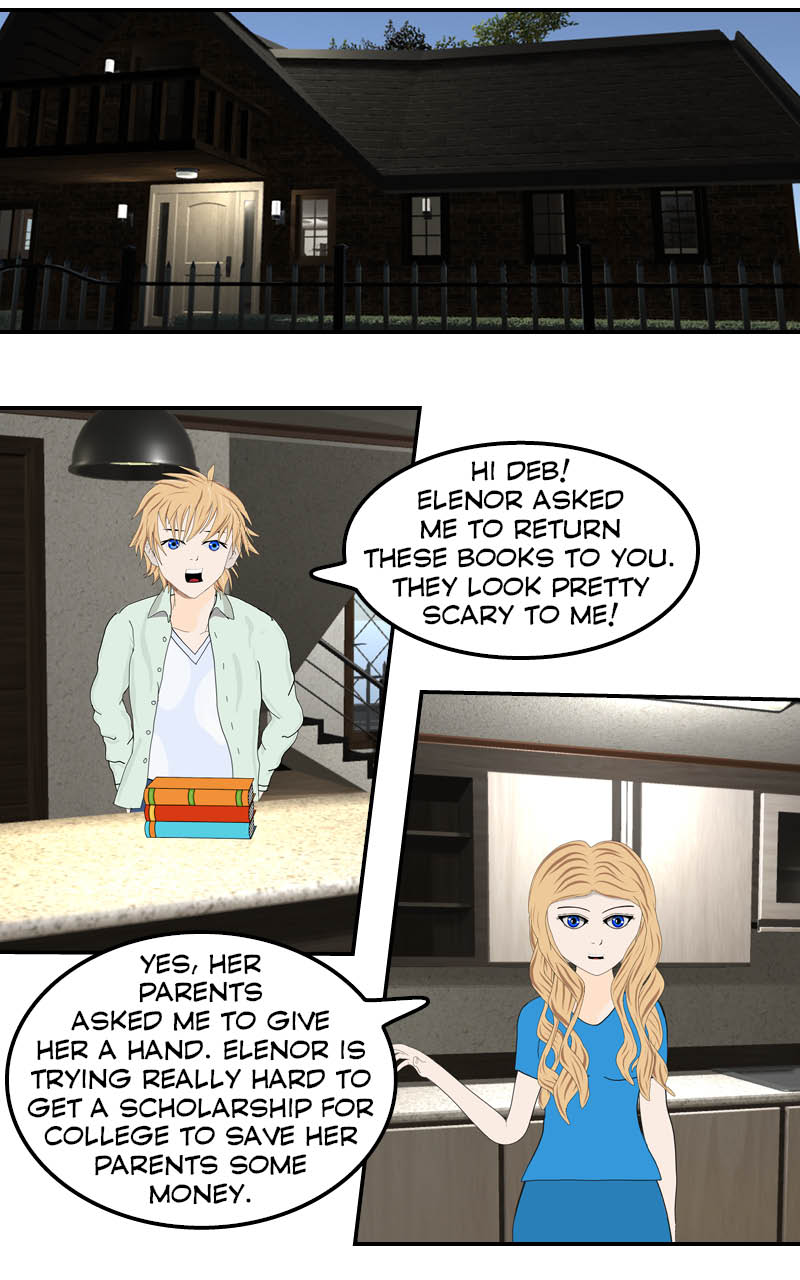 HI DEB!
ELENOR ASKED
ME TO RETURN
THESE BOOKS TO YOU.
THEY LOOK PRETTY
SCARY TO ME!
YES, HER
PARENTS
ASKED ME TO GIVE
HER A HAND. ELENOR IS
TRYING REALLY HARD TO
GET A SCHOLARSHIP FOR
COLLEGE TO SAVE HER
PARENTS SOME
MONEY.